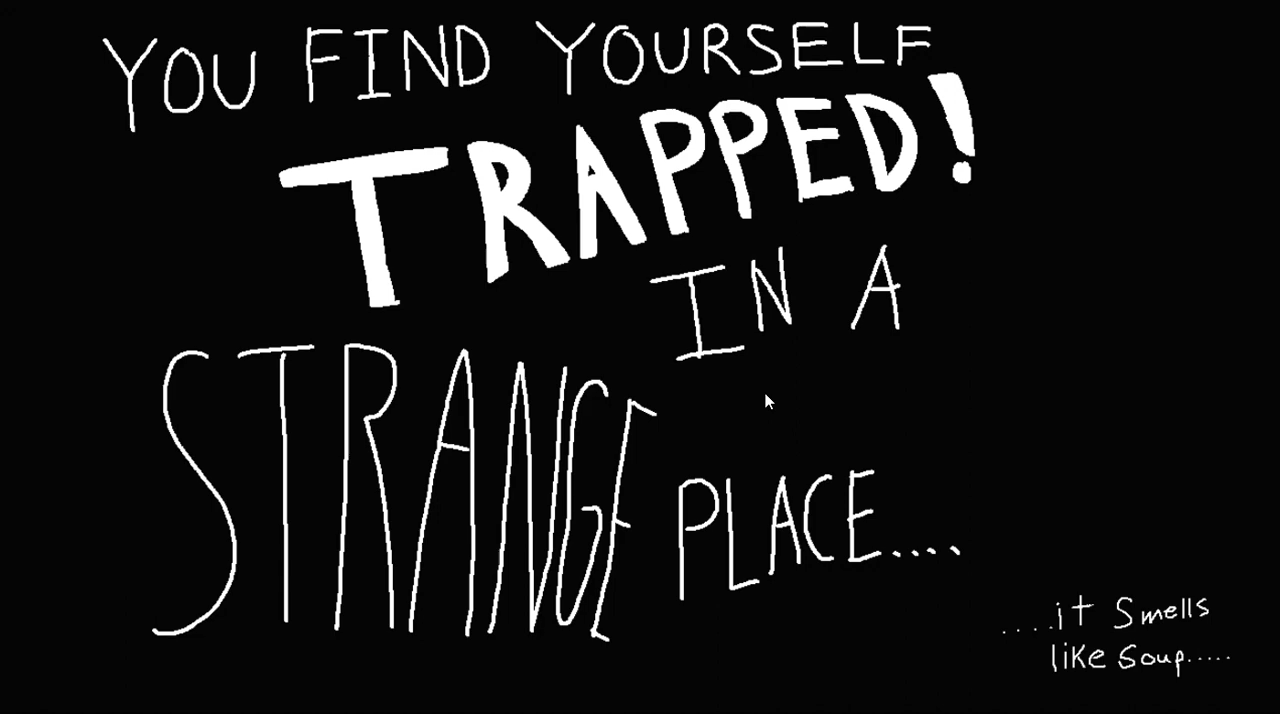 YOU FIND YOURSELF
TRAPPED!
IN A
STRANGE PLACE....
....it smells
like soup.....